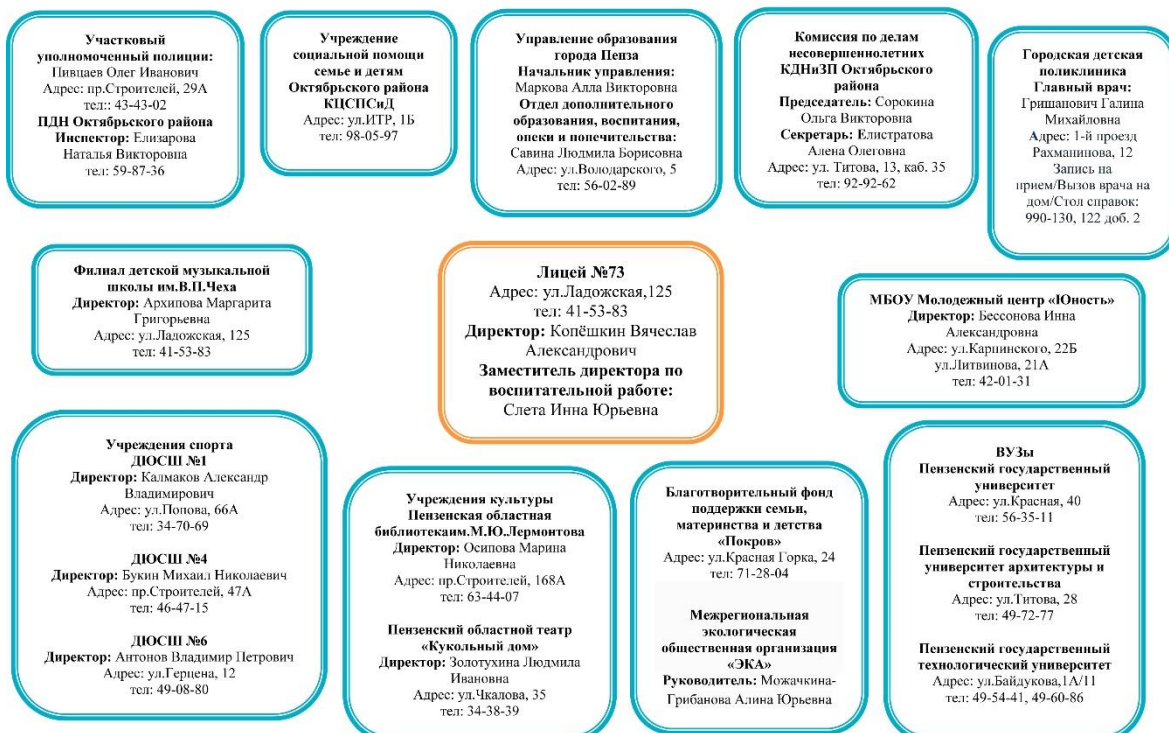 Участковый
уполномоченный полиции:
Пивцаев Олег Иванович
Адрес: пр.Строителей, 29А
тел:: 43-43-02
ПДН Октябрьского района
Инспектор: Елизарова
Наталья Викторовна
тел: 59-87-36
Учреждение
социальной помощи
семье и детям
Октябрьского района
КЦСПСиД
Адрес: ул.ИТР, 1Б
тел: 98-05-97
Управление образования
города Пенза
Начальник управления:
Маркова Алла Викторовна
Отдел дополнительного
образования, воспитания,
опеки и попечительства:
Савина Людмила Борисовна
Адрес: ул.Володарского, 5
тел: 56-02-89
Комиссия по делам
несовершеннолетних
КДНиЗП Октябрьского
района
Председатель: Сорокина
Ольга Викторовна
Секретарь: Елистратова
Алена Олеговна
Адрес: ул. Титова, 13, каб. 35
тел: 92-92-62
Городская детская
поликлиника
Главный врач:
Гришанович Галина
Михайловна
Адрес: 1-й проезд
Рахманинова, 12
Запись на
прием/Вызов врача на
дом/Стол справок:
990-130, 122 доб. 2
Филиал детской музыкальной
школы им.В.П.Чеха
Директор: Архипова Маргарита
Григорьевна
Адрес: ул.Ладожская, 125
тел: 41-53-83
Лицей №73
Адрес: ул.Ладожская,125
тел: 41-53-83
Директор: Копёшкин Вячеслав
Александрович
Заместитель директора по
воспитательной работе:
Слета Инна Юрьевна
МБОУ Молодежный центр «Юность»
Директор: Бессонова Инна
Александровна
Адрес: ул.Карпинского, 22Б
ул.Литвинова, 21А
тел: 42-01-31
Учреждения спорта
ДЮСШ №1
Директор: Калмаков Александр
Владимирович
Адрес: ул.Попова, 66А
тел: 34-70-69
ДЮСШ №4
Директор: Букин Михаил Николаевич
Адрес: пр.Строителей, 47А
тел: 46-47-15
ДЮСШ №6
Директор: Антонов Владимир Петрович
Адрес: ул.Герцена, 12
тел: 49-08-80
Учреждения культуры
Пензенская областная
библиотекаим.М.Ю.Лермонтова
Директор: Осипова Марина
Николаевна
Адрес: пр.Строителей, 168А
тел: 63-44-07
Пензенский областной театр
«Кукольный дом»
Директор: Золотухина Людмила
Ивановна
Адрес: ул.Чкалова, 35
тел: 34-38-39
Благотворительный фонд
поддержки семьи,
материнства и детства
«Покров»
Адрес: ул.Красная Горка, 24
тел: 71-28-04
Межрегиональная
экологическая
общественная организация
«ЭКА»
Руководитель: Можачкина-
Грибанова Алина Юрьевна
ВУЗы
Пензенский государственный
университет
Адрес: ул.Красная, 40
тел: 56-35-11
Пензенский государственный
университет архитектуры и
строительства
Адрес: ул.Титова, 28
тел: 49-72-77
Пензенский государственный
технологический университет
Адрес: ул.Байдукова,1А/11
тел: 49-54-41, 49-60-86